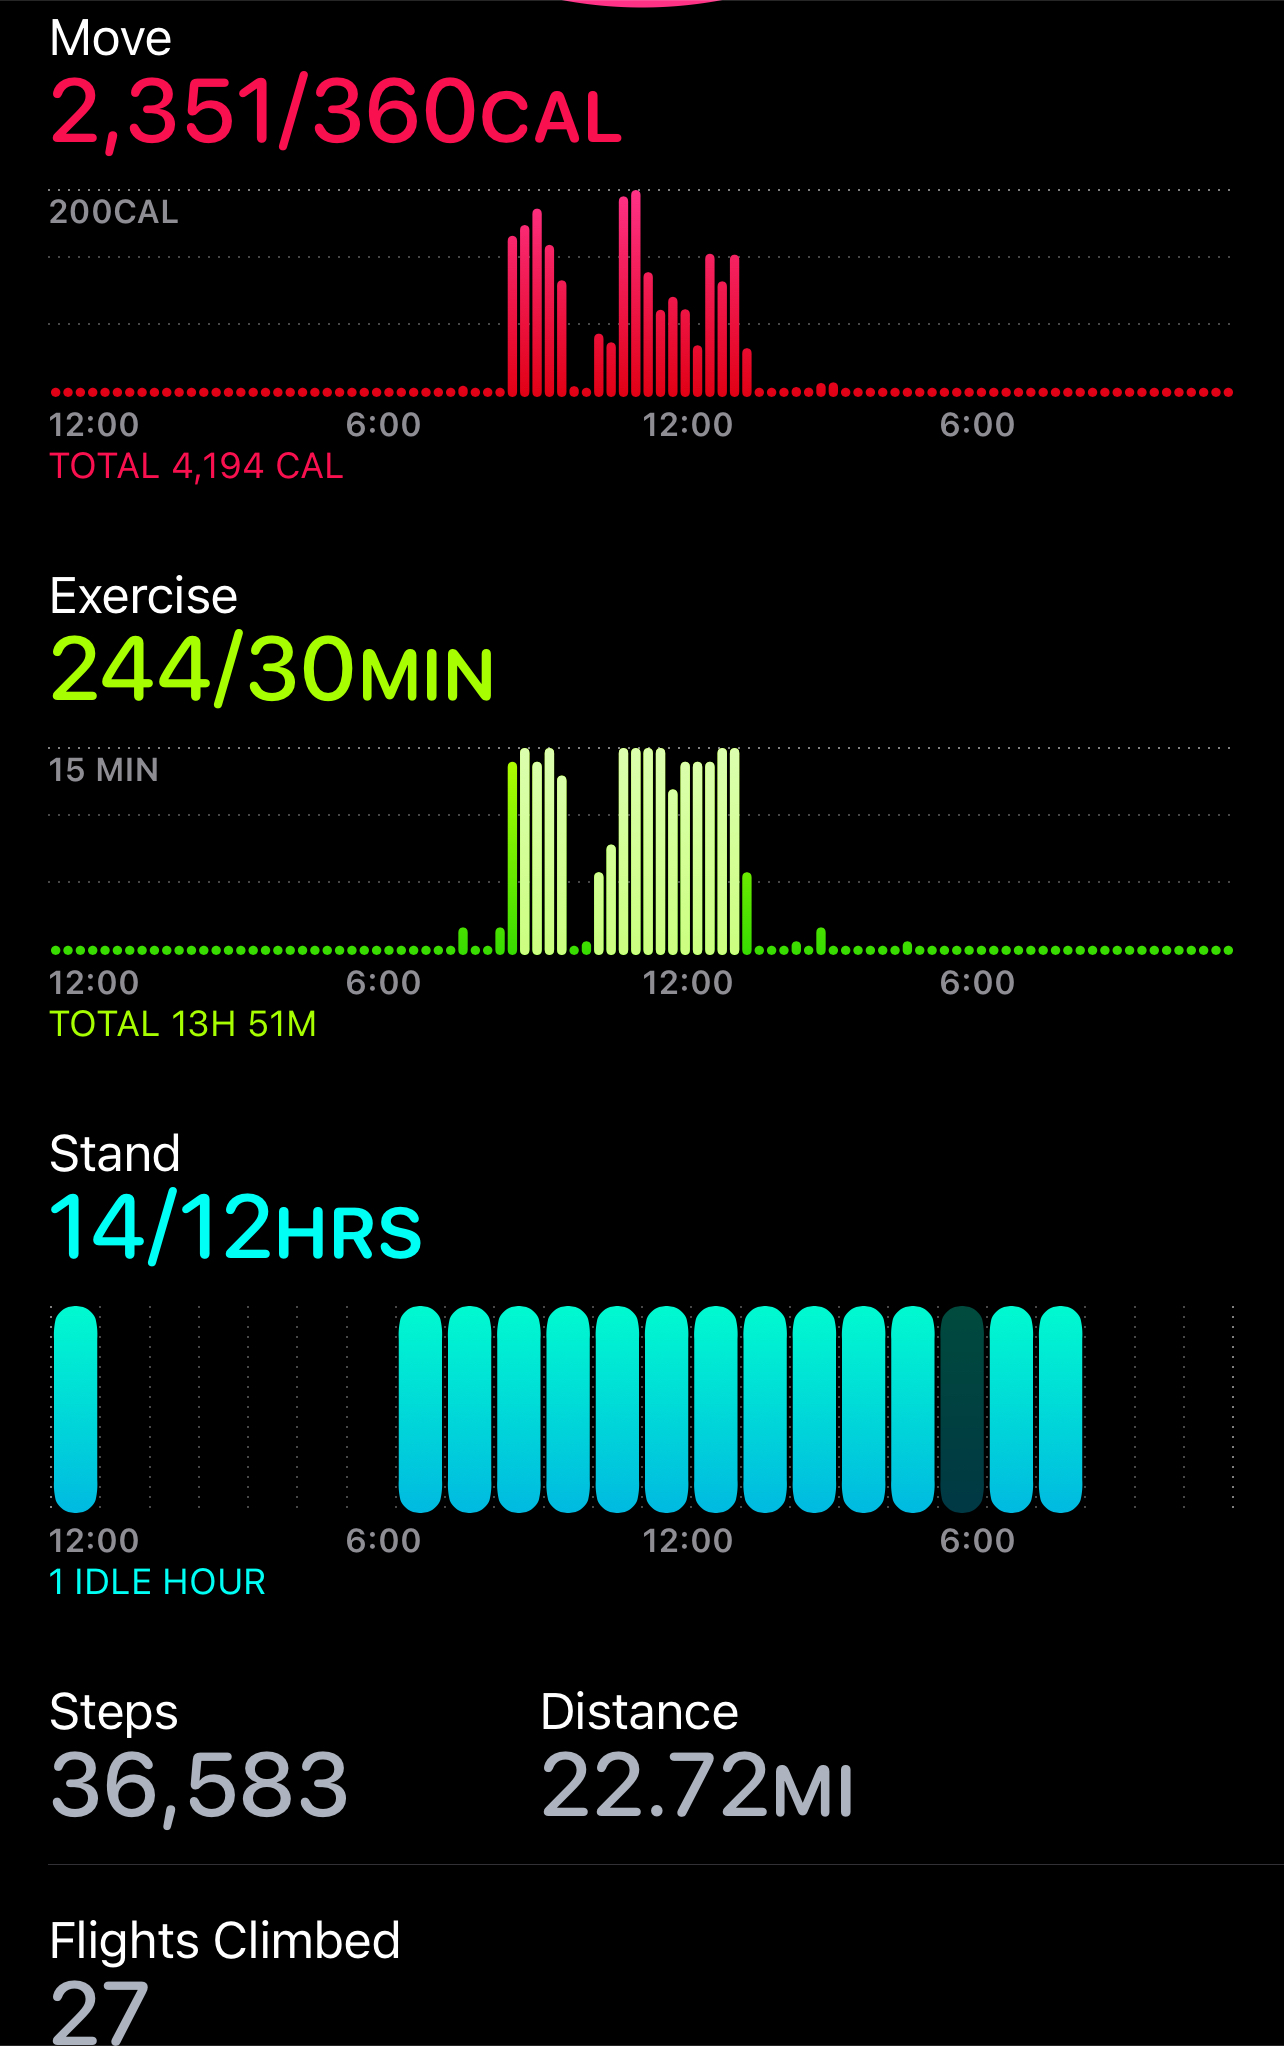 Move
2,351/360CAL
200CAL
12:00 6:00 12:00 6:00
TOTAL 4,194 CAL
Exercise
244/30MIN
15 MIN
12:00 6:00 12:00 6:00
TOTAL 13H 51M
Stand
14/12HRS
12:00 6:00 12:00 6:00
1 IDLE HOUR
Steps Distance
36,583 22.72MI
Flights Climbed
27